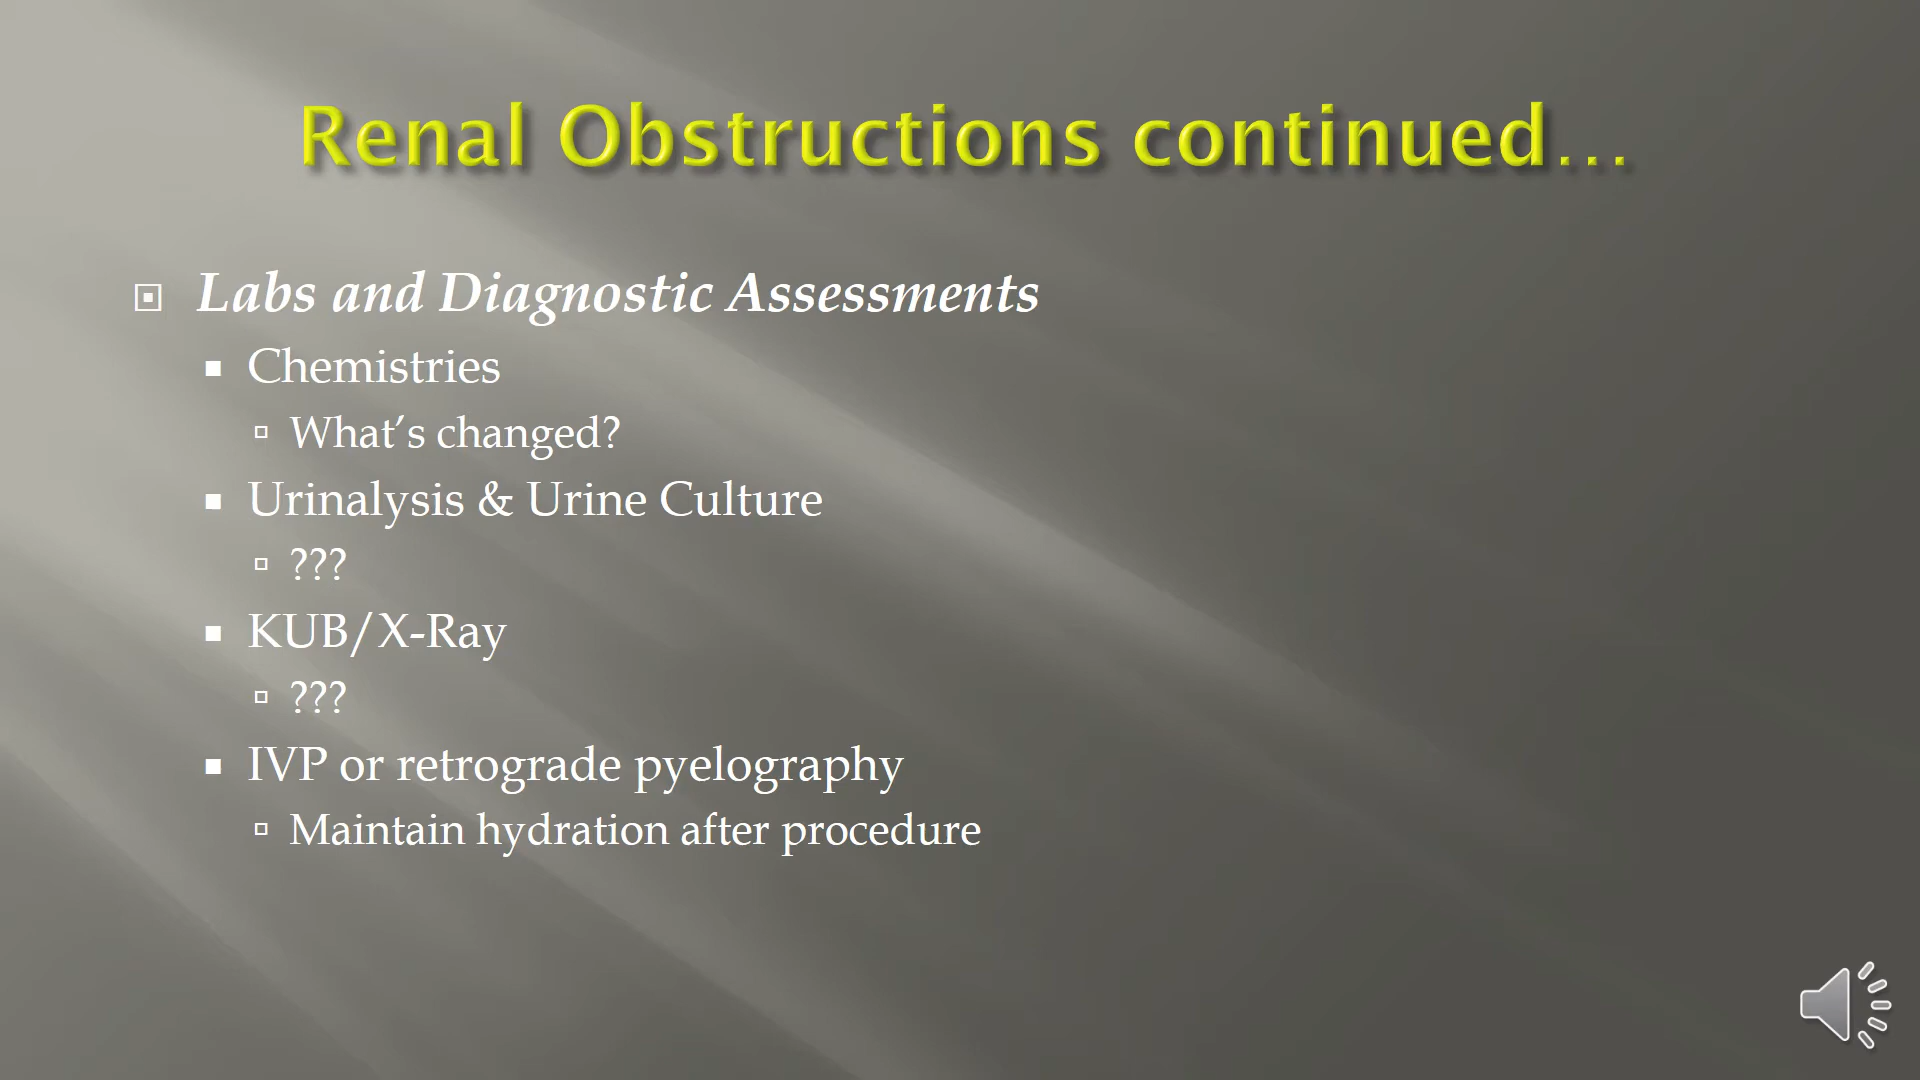 Renal Obstructions continued…
Labs and Diagnostic Assessments
Chemistries
What’s changed?
Urinalysis & Urine Culture
???
KUB/X-Ray
???
IVP or retrograde pyelography
Maintain hydration after procedure